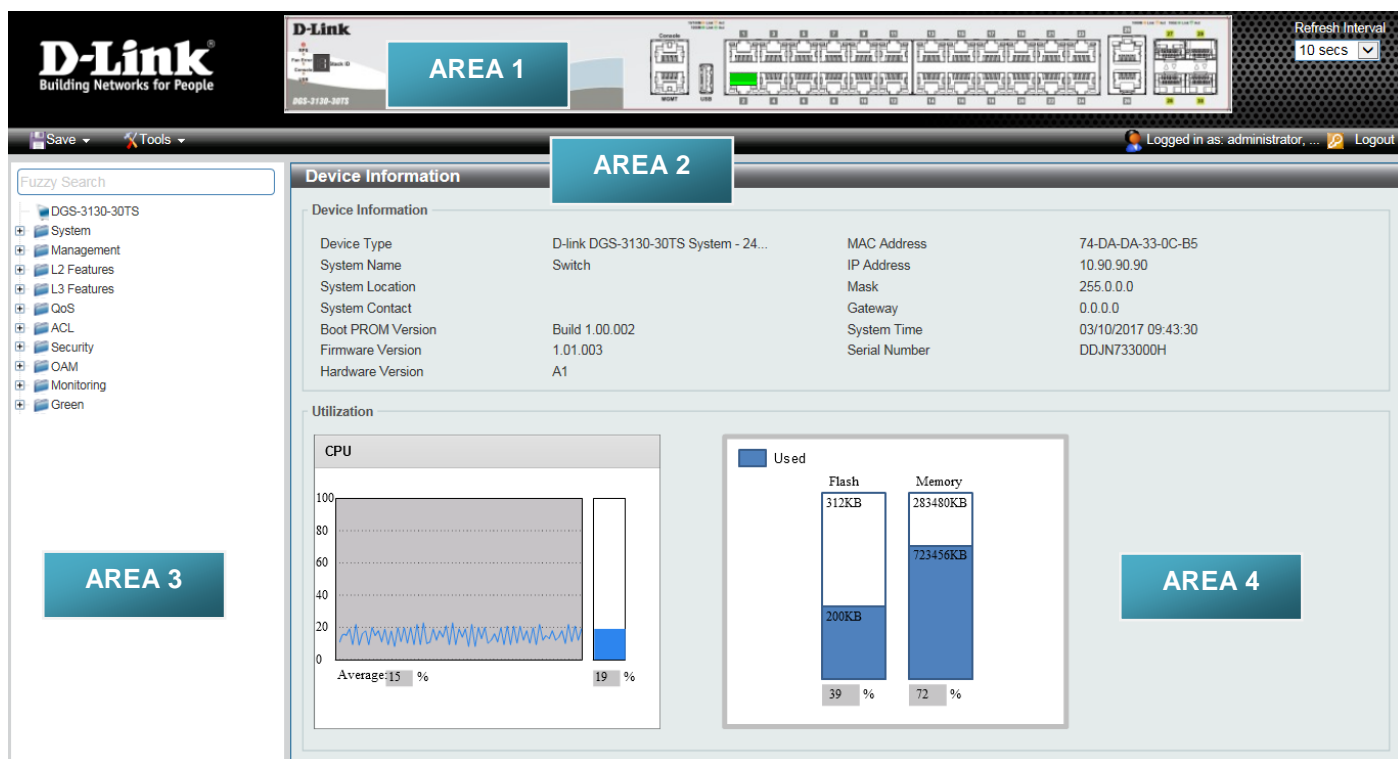 D-Link
Building Networks for People
D-Link
RPS
Fan Error
Console
Stack ID
DGS-3130-30TS
AREA 1
Console
MGMT
USB
Refresh Interval
10 secs
Save
Tools
Logged in as: administrator, ...
Logout
AREA 2
Fuzzy Search
DGS-3130-30TS
System
Management
L2 Features
L3 Features
QoS
ACL
Security
OAM
Monitoring
Green
AREA 3
Device Information
Device Information
Device Type D-link DGS-3130-30TS System - 24... MAC Address 74-DA-DA-33-0C-B5
System Name Switch IP Address 10.90.90.90
System Location Mask 255.0.0.0
System Contact Gateway 0.0.0.0
Boot PROM Version Build 1.00.002 System Time 03/10/2017 09:43:30
Firmware Version 1.01.003 Serial Number DDJN733000H
Hardware Version A1
Utilization
CPU
100
80
60
40
20
0
Average:15 %
19 %
Used
Flash Memory
312KB 283480KB
723456KB
200KB
39 % 72 %
AREA 4